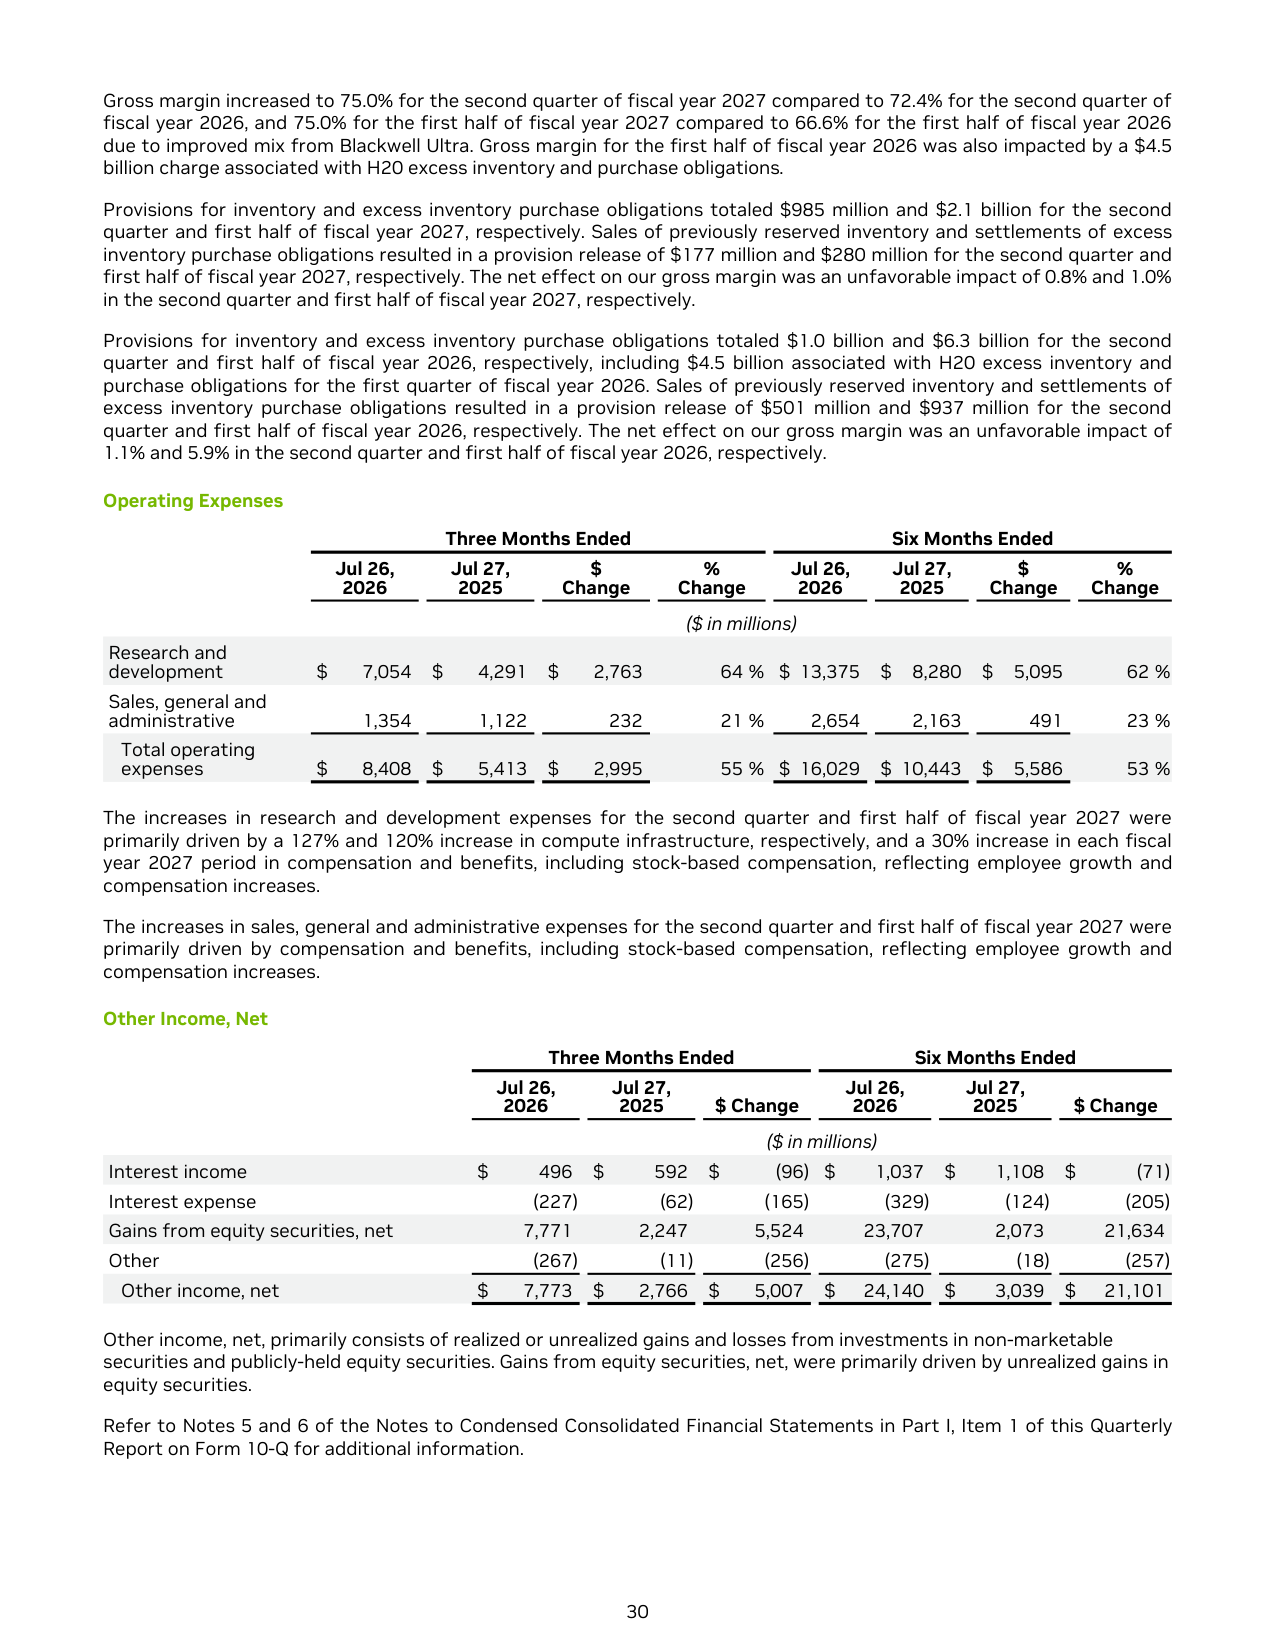 Gross margin increased to 75.0% for the second quarter of fiscal year 2027 compared to 72.4% for the second quarter of
fiscal year 2026, and 75.0% for the first half of fiscal year 2027 compared to 66.6% for the first half of fiscal year 2026
due to improved mix from Blackwell Ultra. Gross margin for the first half of fiscal year 2026 was also impacted by a $4.5
billion charge associated with H20 excess inventory and purchase obligations.
Provisions for inventory and excess inventory purchase obligations totaled $985 million and $2.1 billion for the second
quarter and first half of fiscal year 2027, respectively. Sales of previously reserved inventory and settlements of excess
inventory purchase obligations resulted in a provision release of $177 million and $280 million for the second quarter and
first half of fiscal year 2027, respectively. The net effect on our gross margin was an unfavorable impact of 0.8% and 1.0%
in the second quarter and first half of fiscal year 2027, respectively.
Provisions for inventory and excess inventory purchase obligations totaled $1.0 billion and $6.3 billion for the second
quarter and first half of fiscal year 2026, respectively, including $4.5 billion associated with H20 excess inventory and
purchase obligations for the first quarter of fiscal year 2026. Sales of previously reserved inventory and settlements of
excess inventory purchase obligations resulted in a provision release of $501 million and $937 million for the second
quarter and first half of fiscal year 2026, respectively. The net effect on our gross margin was an unfavorable impact of
1.1% and 5.9% in the second quarter and first half of fiscal year 2026, respectively.
Operating Expenses
Three Months Ended Six Months Ended
Jul 26, Jul 27, $ % Jul 26, Jul 27, $ %
2026 2025 Change Change 2026 2025 Change Change
($ in millions)
Research and
development $ 7,054 $ 4,291 $ 2,763 64 % $ 13,375 $ 8,280 $ 5,095 62 %
Sales, general and
administrative 1,354 1,122 232 21 % 2,654 2,163 491 23 %
Total operating
expenses $ 8,408 $ 5,413 $ 2,995 55 % $ 16,029 $ 10,443 $ 5,586 53 %
The increases in research and development expenses for the second quarter and first half of fiscal year 2027 were
primarily driven by a 127% and 120% increase in compute infrastructure, respectively, and a 30% increase in each fiscal
year 2027 period in compensation and benefits, including stock-based compensation, reflecting employee growth and
compensation increases.
The increases in sales, general and administrative expenses for the second quarter and first half of fiscal year 2027 were
primarily driven by compensation and benefits, including stock-based compensation, reflecting employee growth and
compensation increases.
Other Income, Net
Three Months Ended Six Months Ended
Jul 26, Jul 27, Jul 26, Jul 27,
2026 2025 $ Change 2026 2025 $ Change
($ in millions)
Interest income $ 496 $ 592 $ (96) $ 1,037 $ 1,108 $ (71)
Interest expense (227) (62) (165) (329) (124) (205)
Gains from equity securities, net 7,771 2,247 5,524 23,707 2,073 21,634
Other (267) (11) (256) (275) (18) (257)
Other income, net $ 7,773 $ 2,766 $ 5,007 $ 24,140 $ 3,039 $ 21,101
Other income, net, primarily consists of realized or unrealized gains and losses from investments in non-marketable
securities and publicly-held equity securities. Gains from equity securities, net, were primarily driven by unrealized gains in
equity securities.
Refer to Notes 5 and 6 of the Notes to Condensed Consolidated Financial Statements in Part I, Item 1 of this Quarterly
Report on Form 10-Q for additional information.
30